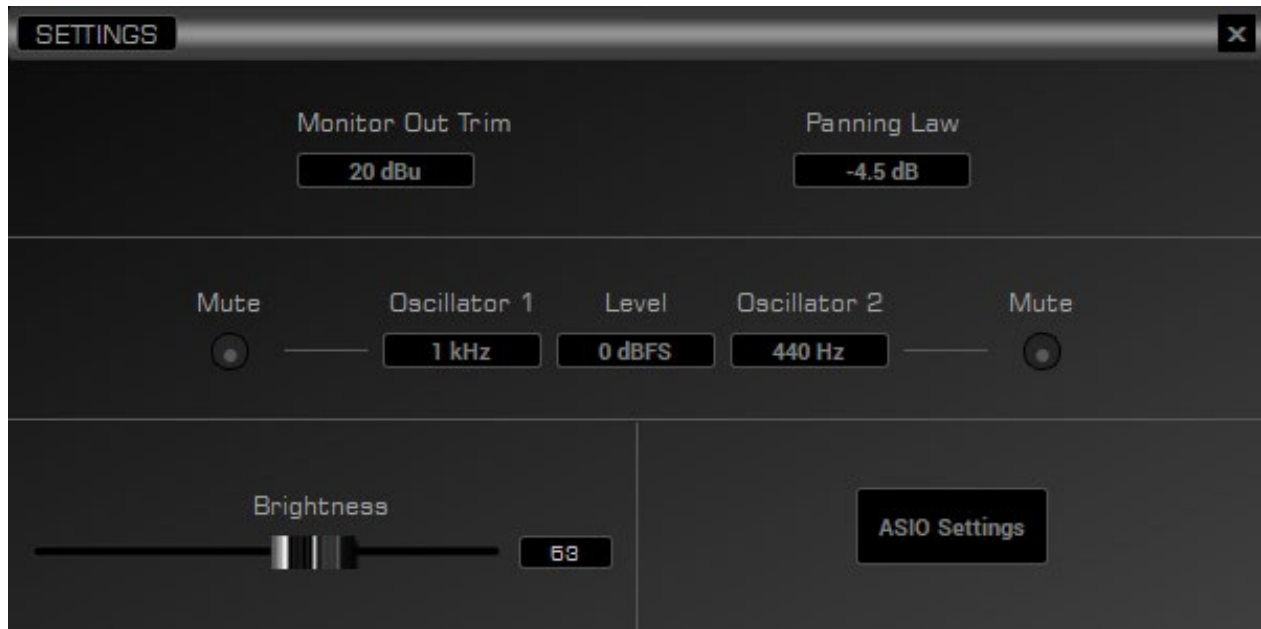 SETTINGS
x
Monitor Out Trim
Panning Law
20 dBu
-4.5 dB
Mute
Oscillator 1
Level
Oscillator 2
Mute
1 kHz
0 dBFS
440 Hz
Brightness
63
ASIO Settings